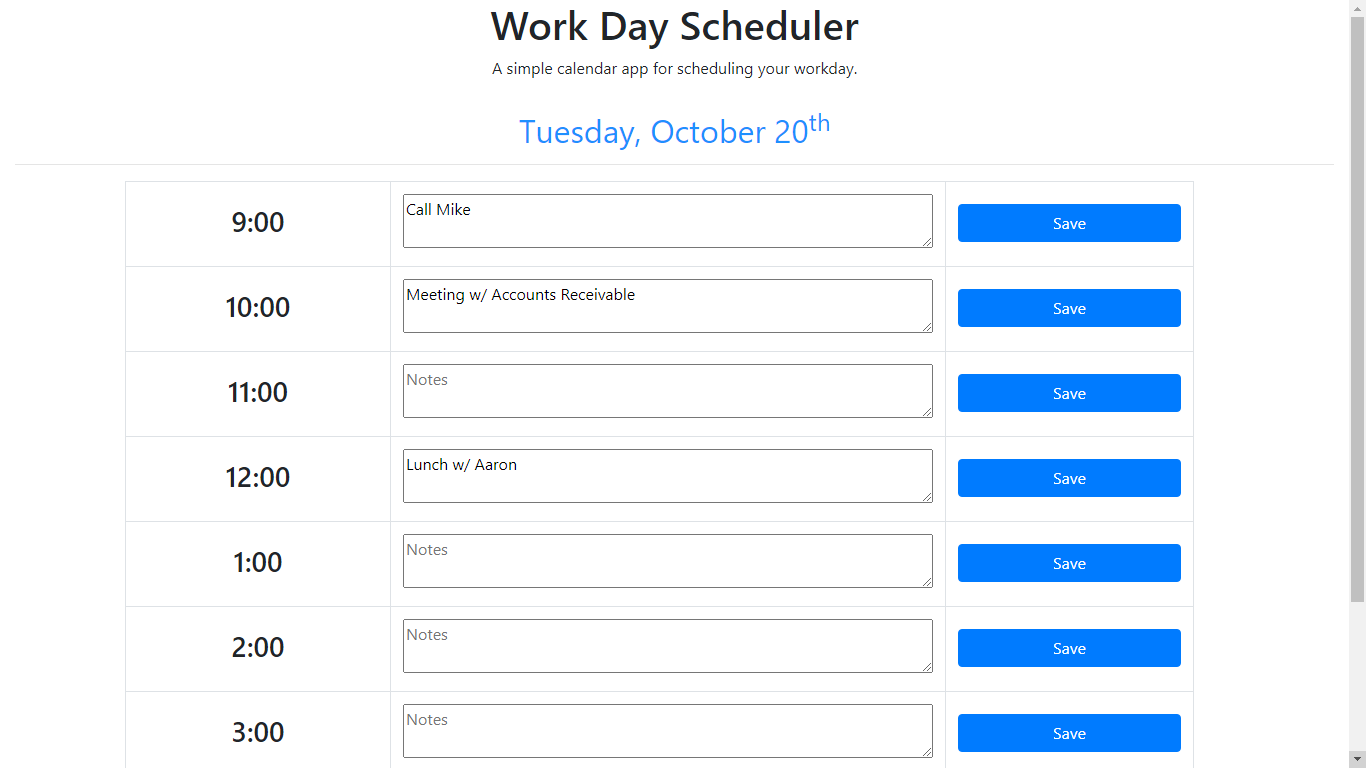 Work Day Scheduler
A simple calendar app for scheduling your workday.
Tuesday, October 20th
9:00 Call Mike Save
10:00 Meeting w/ Accounts Receivable Save
11:00 Notes Save
12:00 Lunch w/ Aaron Save
1:00 Notes Save
2:00 Notes Save
3:00 Notes Save